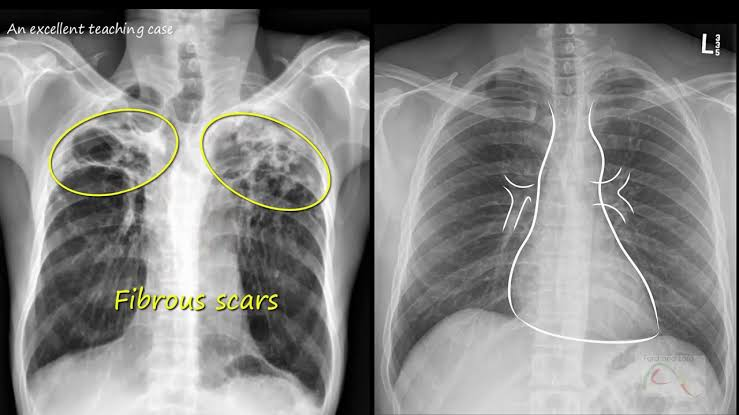 An excellent teaching case
L
Fibrous scars